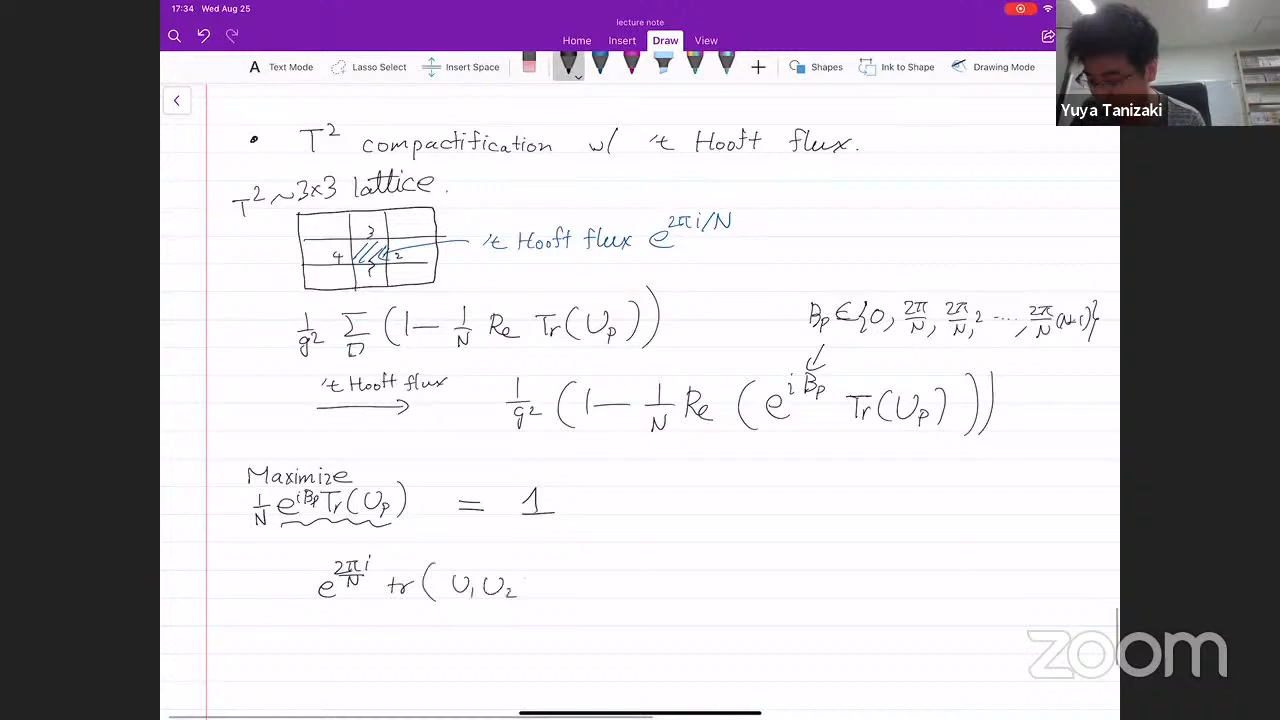 17:34 Wed Aug 25
lecture note
Home Insert Draw View
Text Mode Lasso Select Insert Space Shapes Ink to Shape Drawing Mode
Yuya Tanizaki
• T² compactification w/ 't Hooft flux.
T² ~ 3×3 lattice.
3
4 2
1
't Hooft flux e^{2πi/N}
1/g² Σ_□ (1 - 1/N Re Tr(U_p))
B_p ∈ {0, 2π/N, 2π/N 2, ..., 2π/N (N-1)}
't Hooft flux
→ 1/g² (1 - 1/N Re (e^{i B_p} Tr(U_p)))
Maximize
1/N e^{iB_p} Tr(U_p) = 1
e^{2πi/N} tr( U₁U₂
zoom